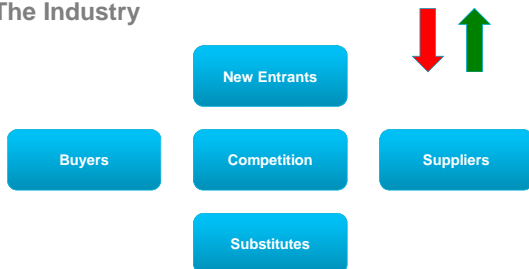 The Industry
New Entrants
Buyers
Competition
Suppliers
Substitutes